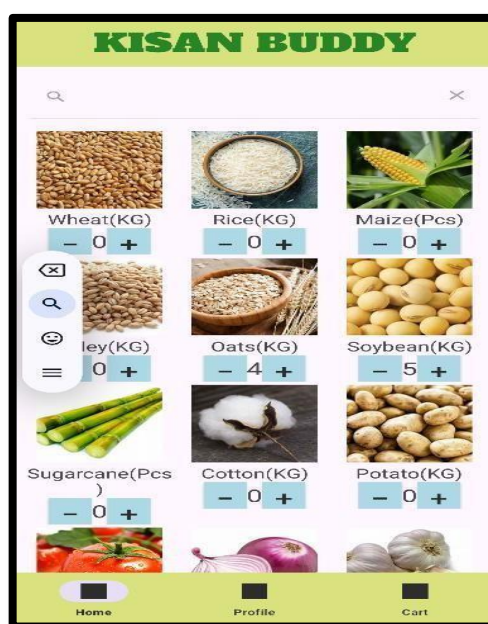 KISAN BUDDY
Wheat(KG) Rice(KG) Maize(Pcs)
− 0 + − 0 + − 0 +
ley(KG) Oats(KG) Soybean(KG)
0 + − 4 + − 5 +
Sugarcane(Pcs Cotton(KG) Potato(KG)
)
− 0 + − 0 + − 0 +
Home Profile Cart